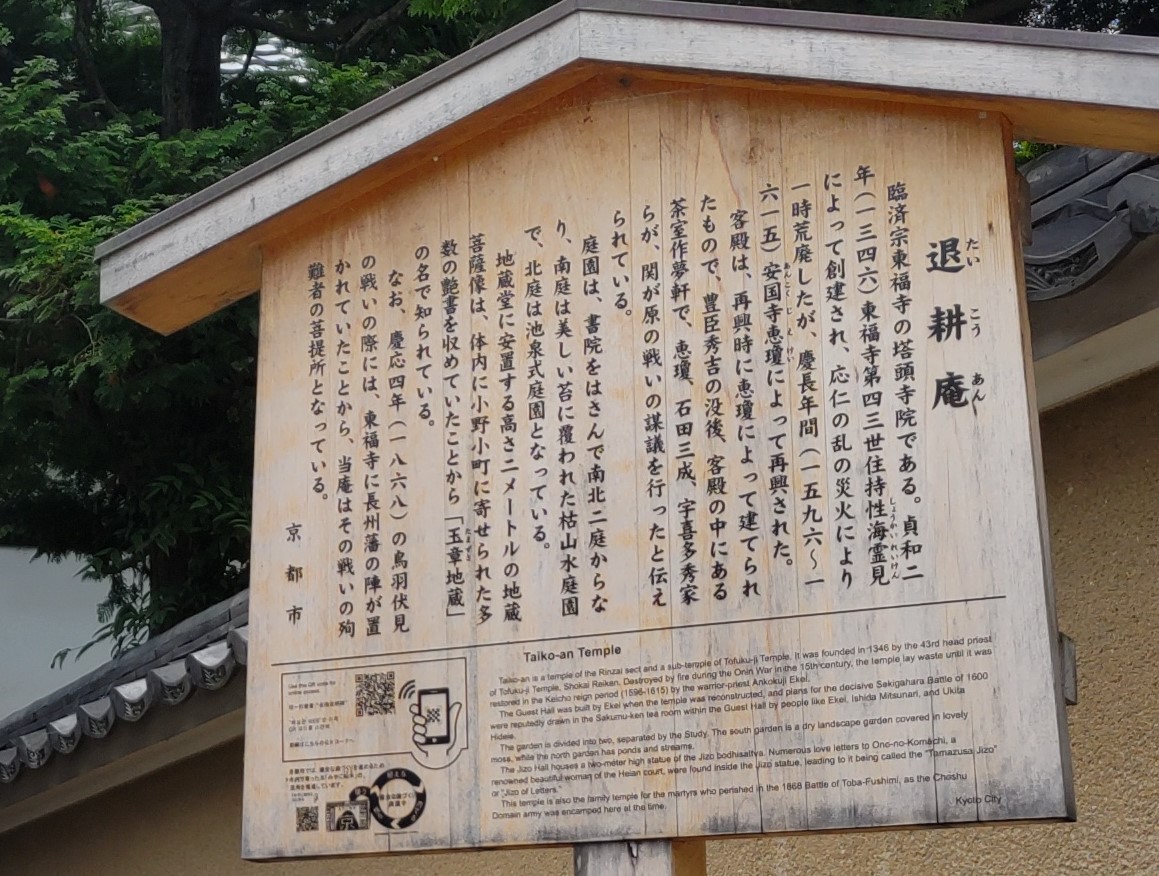 退耕庵
たい
こう
あん
臨済宗東福寺の塔頭寺院である。貞和二
年(一三四六)東福寺第四三世住持性海霊見
しょうかいれいけん
によって創建され、応仁の乱の災火により
一時荒廃したが、慶長年間(一五九六〜一
六一五)安国寺恵瓊によって再興された。
客殿は、再興時に恵瓊によって建てられ
たもので、豊臣秀吉の没後、客殿の中にある
茶室作夢軒で、恵瓊、石田三成、宇喜多秀家
らが、関が原の戦いの謀議を行ったと伝え
られている。
庭園は、書院をはさんで南北二庭からな
り、南庭は美しい苔に覆われた枯山水庭園
で、北庭は池泉式庭園となっている。
地蔵堂に安置する高さ二メートルの地蔵
菩薩像は、体内に小野小町に寄せられた多
数の艶書を収めていたことから「玉章地蔵」
たまずさ
の名で知られている。
なお、慶応四年(一八六八)の鳥羽伏見
の戦いの際には、東福寺に長州藩の陣が置
かれていたことから、当庵はその戦いの殉
難者の菩提所となっている。
京都市
Taiko-an Temple
Taiko-an is a temple of the Rinzai sect and a sub-temple of Tofuku-ji Temple. It was founded in 1346 by the 43rd head priest
of Tofuku-ji Temple, Shokai Reiken. Destroyed by fire during the Onin War in the 15th century, the temple lay waste until it was
restored in the Keicho reign period (1596-1615) by the warrior-priest Ankokuji Ekei.
The Guest Hall was built by Ekei when the temple was reconstructed, and plans for the decisive Sekigahara Battle of 1600
were reputedly drawn in the Sakumu-ken tea room within the Guest Hall by people like Ekei, Ishida Mitsunari, and Ukita
Hideie.
The garden is divided into two, separated by the Study. The south garden is a dry landscape garden covered in lovely
moss, while the north garden has ponds and streams.
The Jizo Hall houses a two-meter high statue of the Jizo bodhisattva. Numerous love letters to Ono-no-Komachi, a
renowned beautiful woman of the Heian court, were found inside the Jizo statue, leading to it being called the "Tamazusa Jizo"
or "Jizo of Letters."
This temple is also the family temple for the martyrs who perished in the 1868 Battle of Toba-Fushimi, as the Choshu
Domain army was encamped here at the time.
Kyoto City
Use this QR code for
online access.